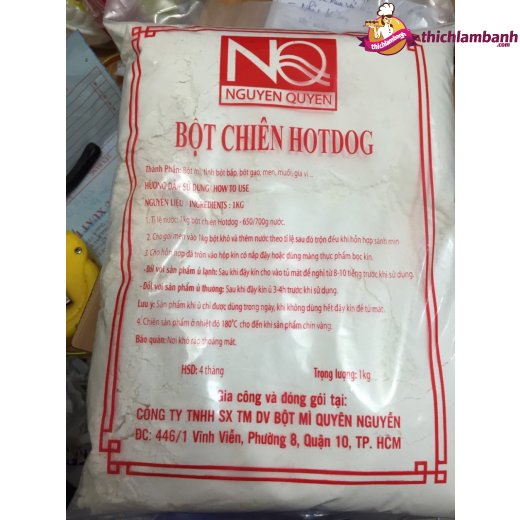 thichlambanh
.com
NQ
NGUYEN QUYEN
BỘT CHIÊN HOTDOG
Thành Phần: Bột mì, tinh bột bắp, bột gạo, men, muối, gia vị ...
HƯỚNG DẪN SỬ DỤNG HOW TO USE
NGUYÊN LIỆU / INGREDIENTS : 1KG
1. Tỉ lệ nước: 1kg bột chiên Hotdog - 650/700g nước.
2. Cho gói men vào 1kg bột khô và thêm nước theo tỉ lệ sau đó trộn đều khi hỗn hợp sánh mịn
3. Cho hỗn hợp đã trộn vào hộp kín có nắp đậy hoặc dùng màng thực phẩm bọc kín.
- Đối với sản phẩm ủ lạnh: Sau khi đậy kín cho vào tủ mát để nghỉ từ 8-10 tiếng trước khi sử dụng.
- Đối với sản phẩm ủ thường: Sau khi đậy kín ủ 3-4h trước khi sử dụng.
Lưu ý: Sản phẩm khi ủ chỉ được dùng trong ngày, khi không dùng hết đậy kín để tủ mát.
4. Chiên sản phẩm ở nhiệt độ 180°C cho đến khi sản phẩm chín vàng.
Bảo quản: Nơi khô ráo thoáng mát.
HSD: 4 tháng Trọng lượng: 1kg
Gia công và đóng gói tại:
CÔNG TY TNHH SX TM DV BỘT MÌ QUYÊN NGUYỄN
ĐC: 446/1 Vĩnh Viễn, Phường 8, Quận 10, TP. HCM